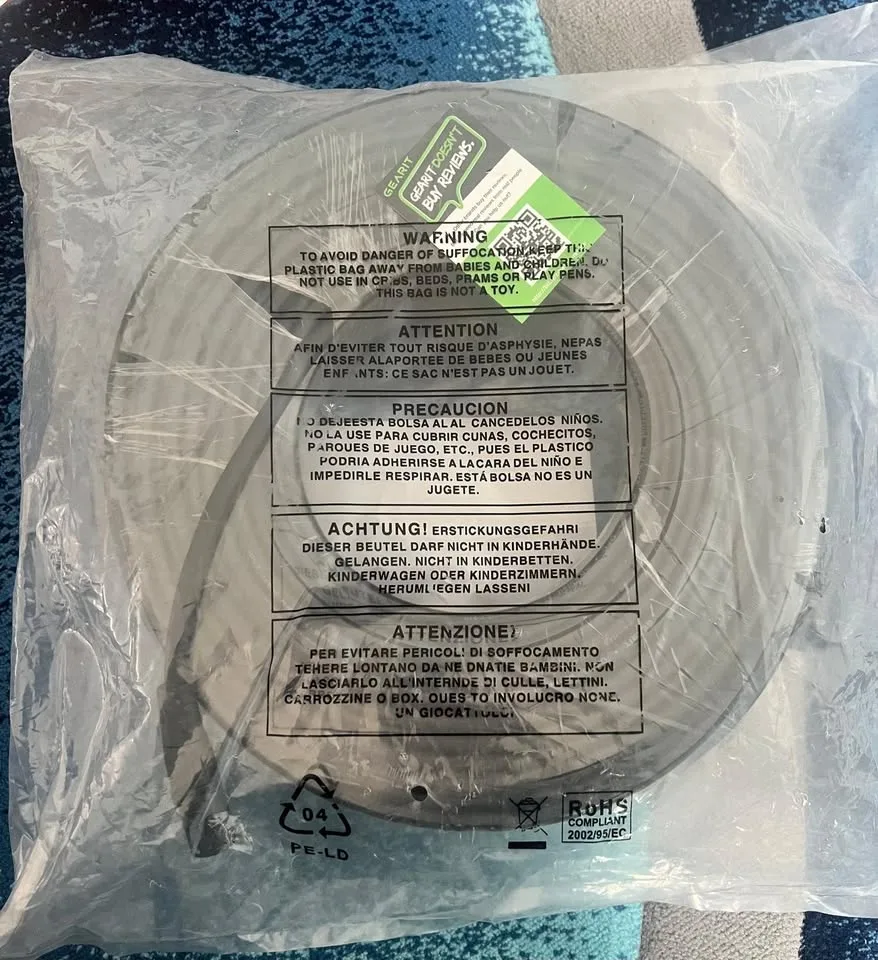 GEARIT
GEARIT DOESN'T
BUY REVIEWS.
WARNING
TO AVOID DANGER OF SUFFOCATION,KEEP THIS
PLASTIC BAG AWAY FROM BABIES AND CHILDREN. DO
NOT USE IN CRIBS, BEDS, PRAMS OR PLAY PENS.
THIS BAG IS NOT A TOY.
ATTENTION
AFIN D'EVITER TOUT RISQUE D'ASPHYSIE, NEPAS
LAISSER ALAPORTEE DE BEBES OU JEUNES
ENFANTS: CE SAC N'EST PAS UN JOUET.
PRECAUCION
NO DEJEESTA BOLSA AL AL CANCEDELOS NIÑOS.
NO LA USE PARA CUBRIR CUNAS, COCHECITOS,
PARQUES DE JUEGO, ETC., PUES EL PLASTICO
PODRIA ADHERIRSE A LACARA DEL NIÑO E
IMPEDIRLE RESPIRAR. ESTÁ BOLSA NO ES UN
JUGETE.
ACHTUNG! ERSTICKUNGSGEFAHRI
DIESER BEUTEL DARF NICHT IN KINDERHÄNDE.
GELANGEN. NICHT IN KINDERBETTEN.
KINDERWAGEN ODER KINDERZIMMERN.
HERUMLIEGEN LASSENI
ATTENZIONE?
PER EVITARE PERICOL! DI SOFFOCAMENTO
TEHERE LONTANO DA NE DNATIE BAMBINI. NON
LASCIARLO ALL'INTERNDE DI CULLE, LETTINI.
CARROZZINE O BOX. QUES TO INVOLUCRO NONE.
UN GIOCATTOLO!
04
PE-LD
RoHS
COMPLIANT
2002/95/EC